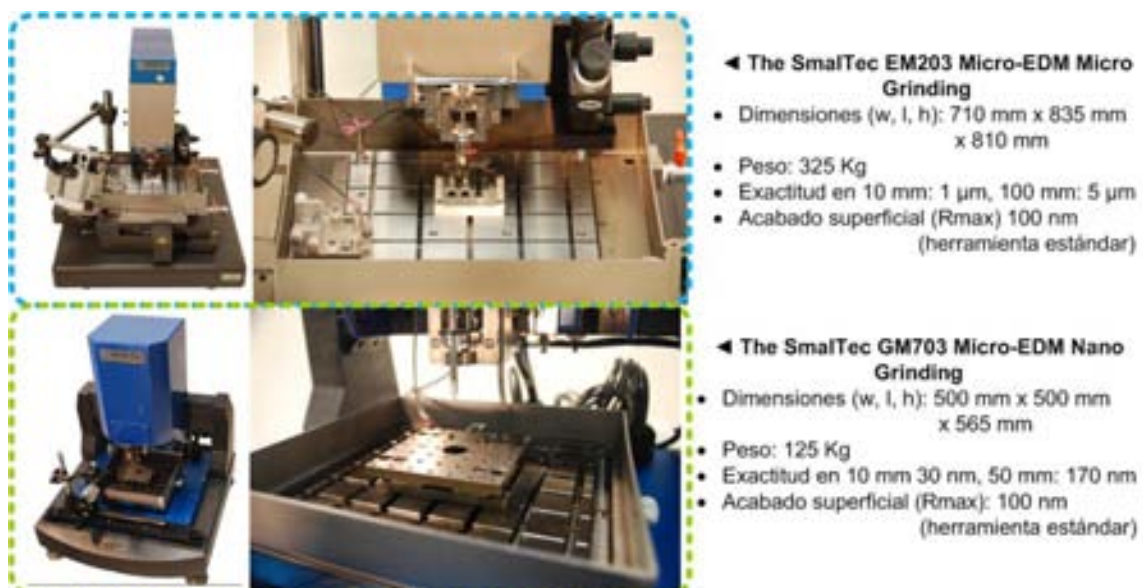 ◄ The SmalTec EM203 Micro-EDM Micro
Grinding
• Dimensiones (w, l, h): 710 mm x 835 mm
x 810 mm
• Peso: 325 Kg
• Exactitud en 10 mm: 1 µm, 100 mm: 5 µm
• Acabado superficial (Rmax) 100 nm
(herramienta estándar)
◄ The SmalTec GM703 Micro-EDM Nano
Grinding
• Dimensiones (w, l, h): 500 mm x 500 mm
x 565 mm
• Peso: 125 Kg
• Exactitud en 10 mm 30 nm, 50 mm: 170 nm
• Acabado superficial (Rmax): 100 nm
(herramienta estándar)